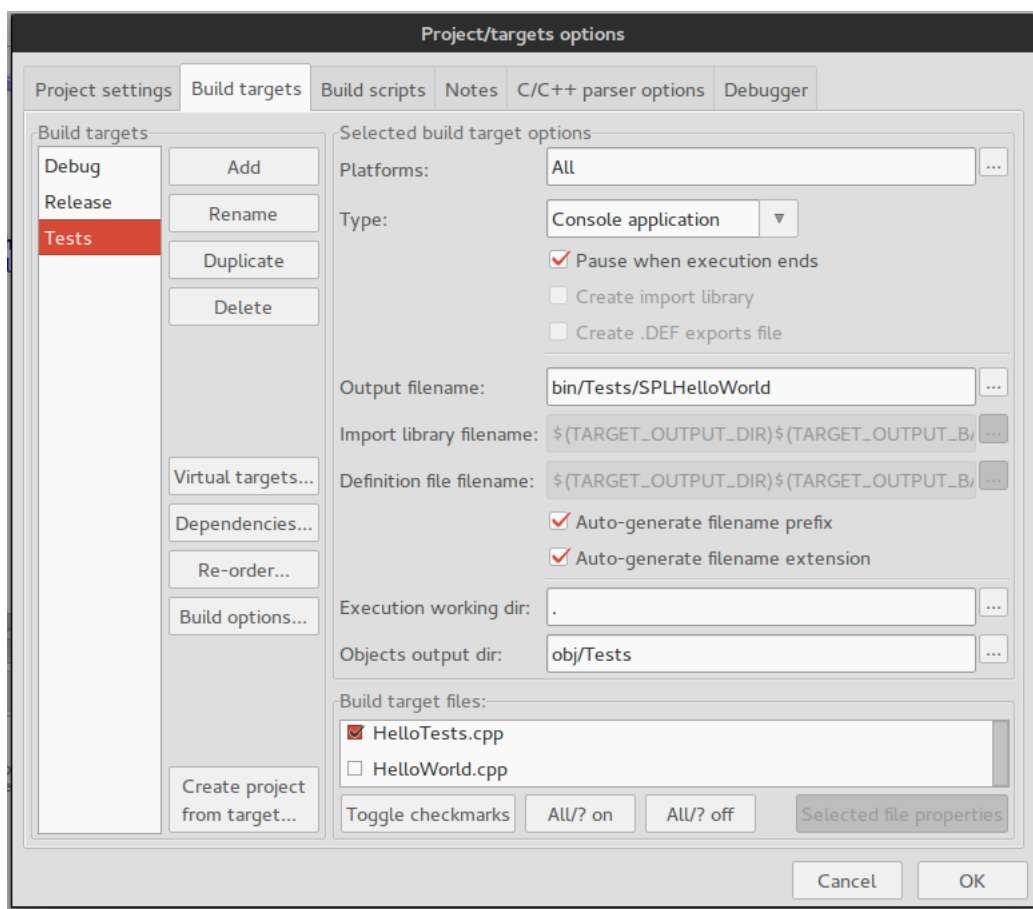 Project/targets options
Project settings
Build targets
Build scripts
Notes
C/C++ parser options
Debugger
Build targets
Debug
Release
Tests
Add
Rename
Duplicate
Delete
Virtual targets...
Dependencies...
Re-order...
Build options...
Create project
from target...
Selected build target options
Platforms:
All
...
Type:
Console application
Pause when execution ends
Create import library
Create .DEF exports file
Output filename:
bin/Tests/SPLHelloWorld
...
Import library filename:
$(TARGET_OUTPUT_DIR)$(TARGET_OUTPUT_BA
...
Definition file filename:
$(TARGET_OUTPUT_DIR)$(TARGET_OUTPUT_BA
...
Auto-generate filename prefix
Auto-generate filename extension
Execution working dir:
.
...
Objects output dir:
obj/Tests
...
Build target files:
HelloTests.cpp
HelloWorld.cpp
Toggle checkmarks
All/? on
All/? off
Selected file properties
Cancel
OK